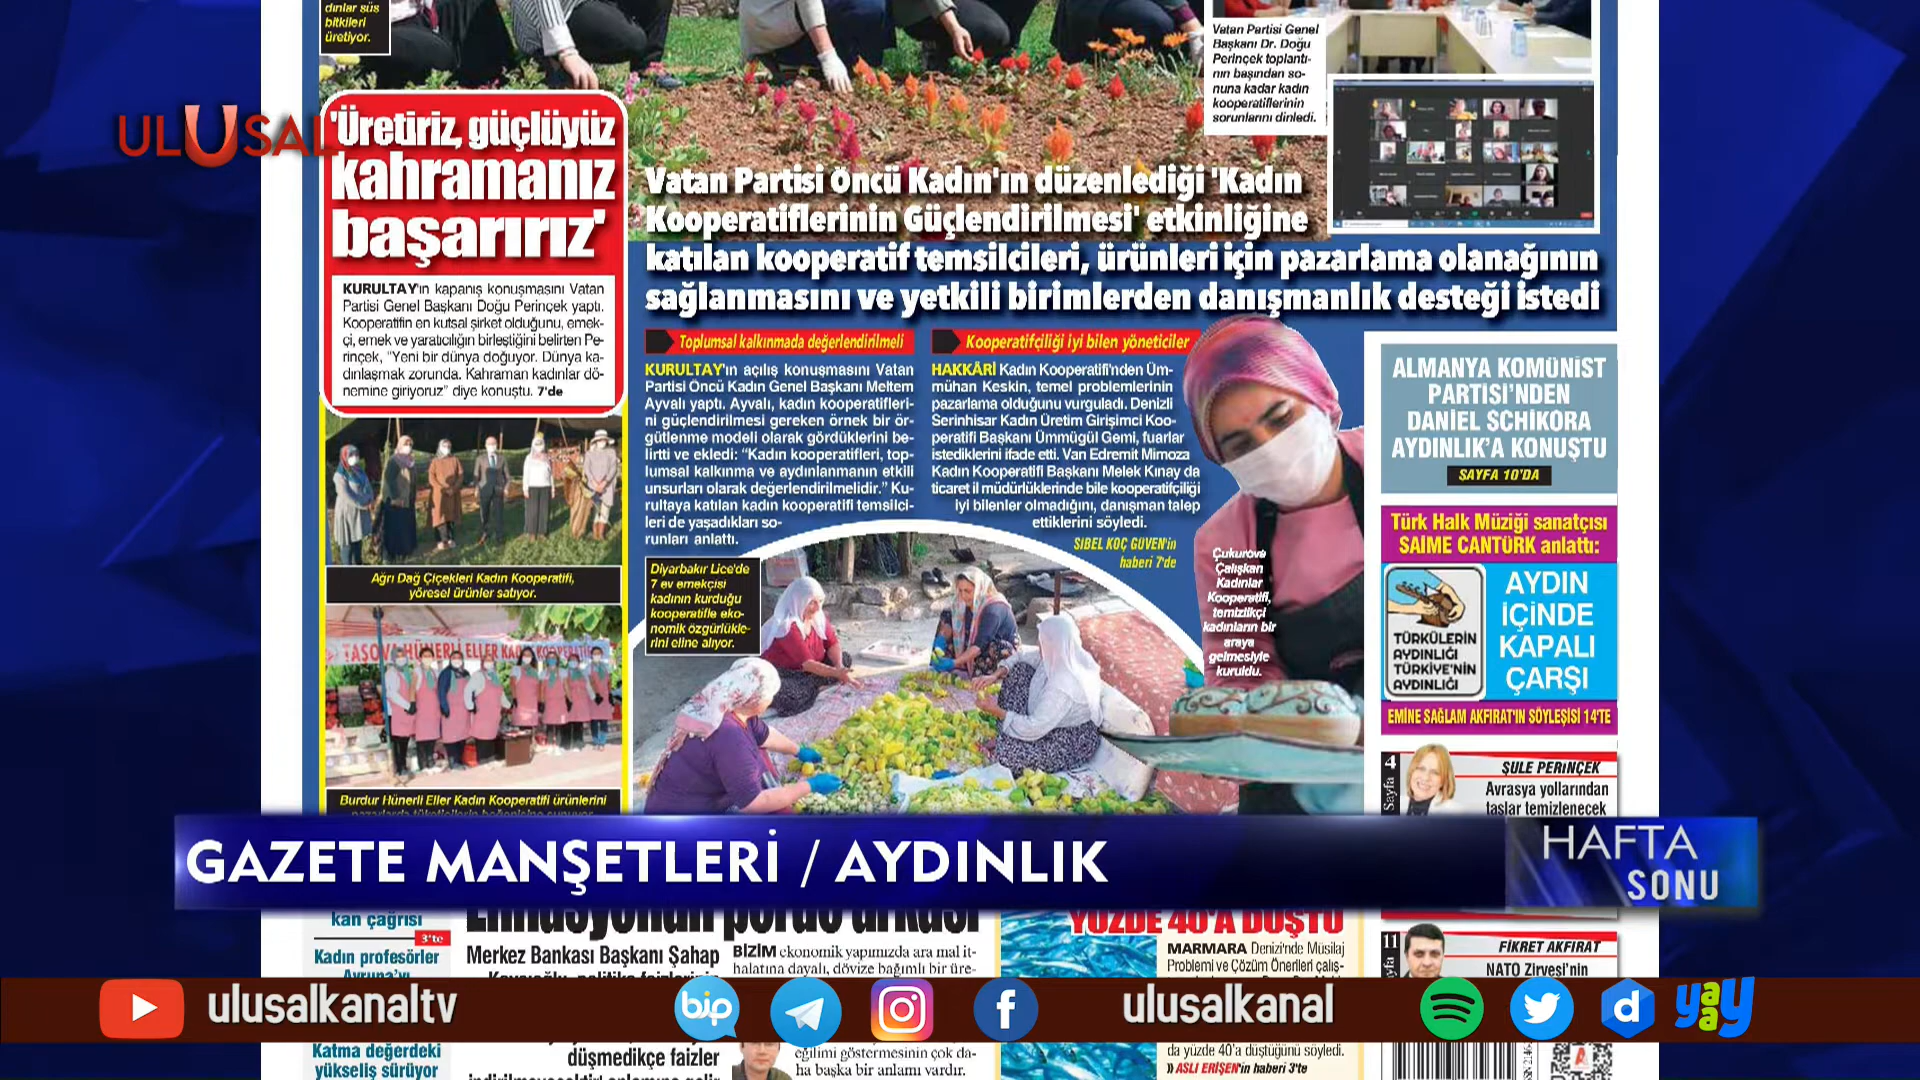 dınlar süs
bitkileri
üretiyor.
Vatan Partisi Genel
Başkanı Dr. Doğu
Perinçek toplantı-
nın başından so-
nuna kadar kadın
kooperatiflerinin
sorunlarını dinledi.
ULUSAL
'Üretiriz, güçlüyüz
kahramanız
başarırız'
KURULTAY'ın kapanış konuşmasını Vatan
Partisi Genel Başkanı Doğu Perinçek yaptı.
Kooperatifin en kutsal şirket olduğunu, emek-
çi, emek ve yaratıcılığın birleştiğini belirten Pe-
rinçek, "Yeni bir dünya doğuyor. Dünya ka-
dınlaşmak zorunda. Kahraman kadınlar dö-
nemine giriyoruz" diye konuştu. 7'de
Vatan Partisi Öncü Kadın'ın düzenlediği 'Kadın
Kooperatiflerinin Güçlendirilmesi' etkinliğine
katılan kooperatif temsilcileri, ürünleri için pazarlama olanağının
sağlanmasını ve yetkili birimlerden danışmanlık desteği istedi
Toplumsal kalkınmada değerlendirilmeli
KURULTAY'ın açılış konuşmasını Vatan
Partisi Öncü Kadın Genel Başkanı Meltem
Ayvalı yaptı. Ayvalı, kadın kooperatifleri-
ni güçlendirilmesi gereken örnek bir ör-
gütlenme modeli olarak gördüklerini be-
lirtti ve ekledi: "Kadın kooperatifleri, top-
lumsal kalkınma ve aydınlanmanın etkili
unsurları olarak değerlendirilmelidir." Ku-
rultaya katılan kadın kooperatifi temsilci-
leri de yaşadıkları so-
runları anlattı.
Kooperatifçiliği iyi bilen yöneticiler
HAKKÂRİ Kadın Kooperatifi'nden Üm-
mühan Keskin, temel problemlerinin
pazarlama olduğunu vurguladı. Denizli
Serinhisar Kadın Üretim Girişimci Koo-
peratifi Başkanı Ümmügül Gemi, fuarlar
istediklerini ifade etti. Van Edremit Mimoza
Kadın Kooperatifi Başkanı Melek Kınay da
ticaret il müdürlüklerinde bile kooperatifçiliği
iyi bilenler olmadığını, danışman talep
ettiklerini söyledi.
SİBEL KOÇ GÜVEN'in
haberi 7'de
Ağrı Dağ Çiçekleri Kadın Kooperatifi,
yöresel ürünler satıyor.
TAŞOVA HÜNERLİ ELLER KADIN KOOPERATİFİ
Burdur Hünerli Eller Kadın Kooperatifi ürünlerini
Diyarbakır Lice'de
7 ev emekçisi
kadının kurduğu
kooperatifle eko-
nomik özgürlükle-
rini eline alıyor.
Çukurova
Çalışkan
Kadınlar
Kooperatifi,
temizlikçi
kadınların bir
araya
gelmesiyle
kuruldu.
ALMANYA KOMÜNİST
PARTİSİ'NDEN
DANİEL SCHİKORA
AYDINLIK'A KONUŞTU
SAYFA 10'DA
Türk Halk Müziği sanatçısı
SAİME CANTÜRK anlattı:
TÜRKÜLERİN
AYDINLIĞI
TÜRKİYE'NİN
AYDINLIĞI
AYDIN
İÇİNDE
KAPALI
ÇARŞI
EMİNE SAĞLAM AKFIRAT'IN SÖYLEŞİSİ 14'TE
4
Sayfa
ŞULE PERİNÇEK
Avrasya yollarından
taşlar temizlenecek
GAZETE MANŞETLERİ / AYDINLIK
HAFTA
SONU
kan çağrısı
3'te
Kadın profesörler
Avrupa'yı
Merkez Bankası Başkanı Şahap
BİZİM ekonomik yapımızda ara mal it-
halatına dayalı, dövize bağımlı bir üre-
YÜZDE 40'A DÜŞTÜ
MARMARA Denizi'nde Müsilaj
Problemi ve Çözüm Önerileri çalış-
11
FİKRET AKFIRAT
NATO Zirvesi'nin
ulusalkanaltv
bip
ulusalkanal
d
yaay
Katma değerdeki
yükseliş sürüyor
düşmedikçe faizler
eğilimi göstermesinin çok da-
ha başka bir anlamı vardır.
da yüzde 40'a düştüğünü söyledi.
» ASLI ERİŞEN'in haberi 3'te